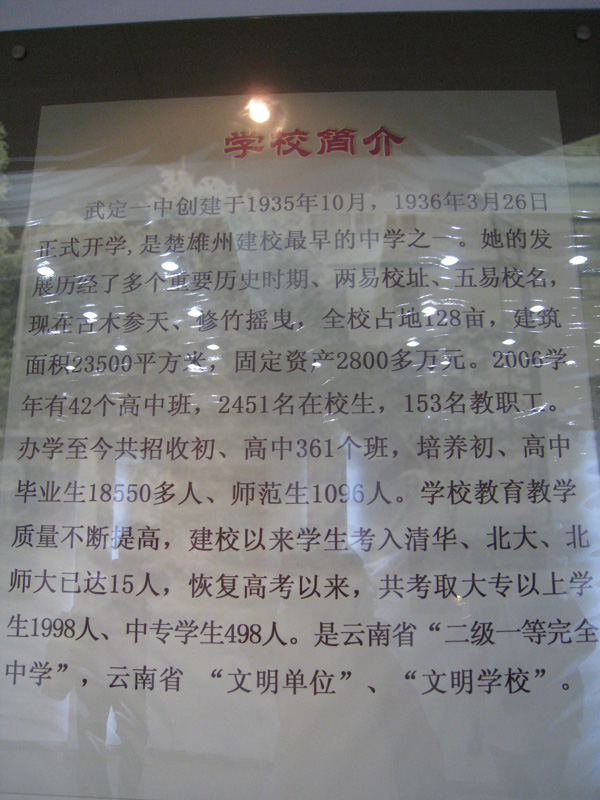 学校简介
武定一中创建于1935年10月，1936年3月26日
正式开学,是楚雄州建校最早的中学之一。她的发
展历经了多个重要历史时期、两易校址、五易校名，
现在古木参天、修竹摇曳，全校占地128亩，建筑
面积23500平方米，固定资产2800多万元。2006学
年有42个高中班，2451名在校生，153名教职工。
办学至今共招收初、高中361个班，培养初、高中
毕业生18550多人、师范生1096人。学校教育教学
质量不断提高，建校以来学生考入清华、北大、北
师大已达15人，恢复高考以来，共考取大专以上学
生1998人、中专学生498人。是云南省“二级一等完全
中学”，云南省 “文明单位”、“文明学校”。